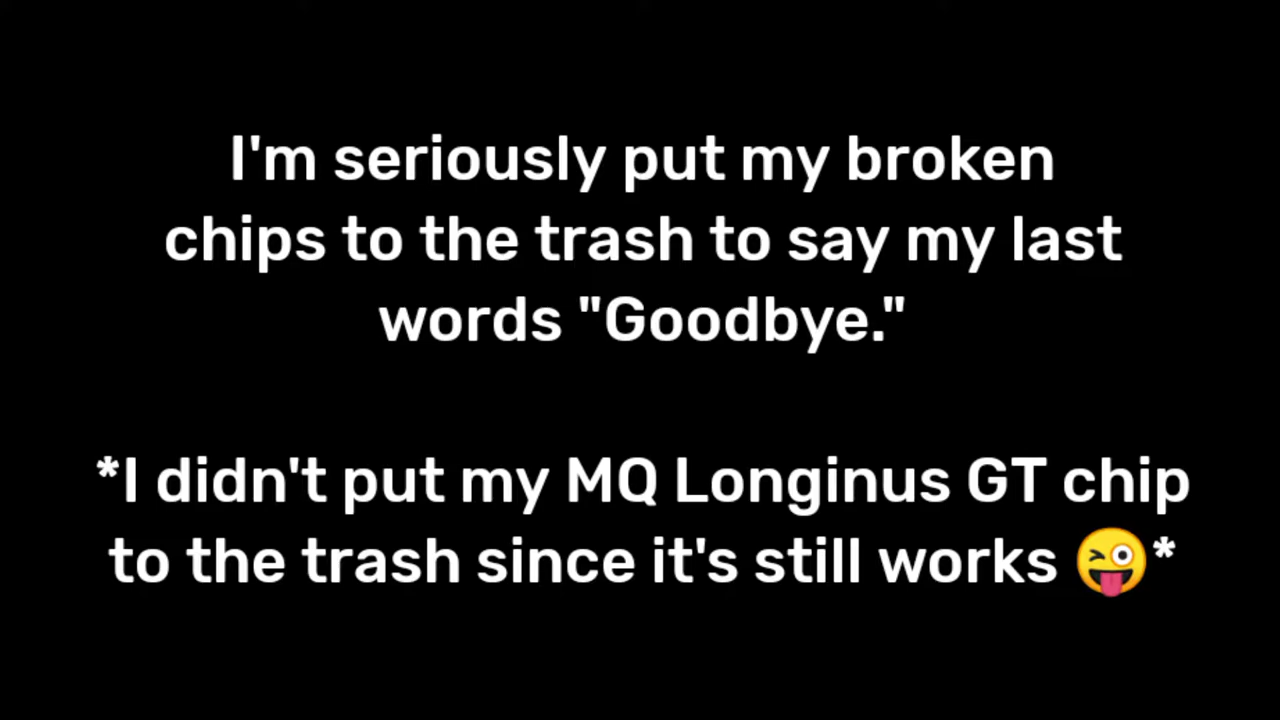 I'm seriously put my broken
chips to the trash to say my last
words "Goodbye."
*I didn't put my MQ Longinus GT chip
to the trash since it's still works 😜*